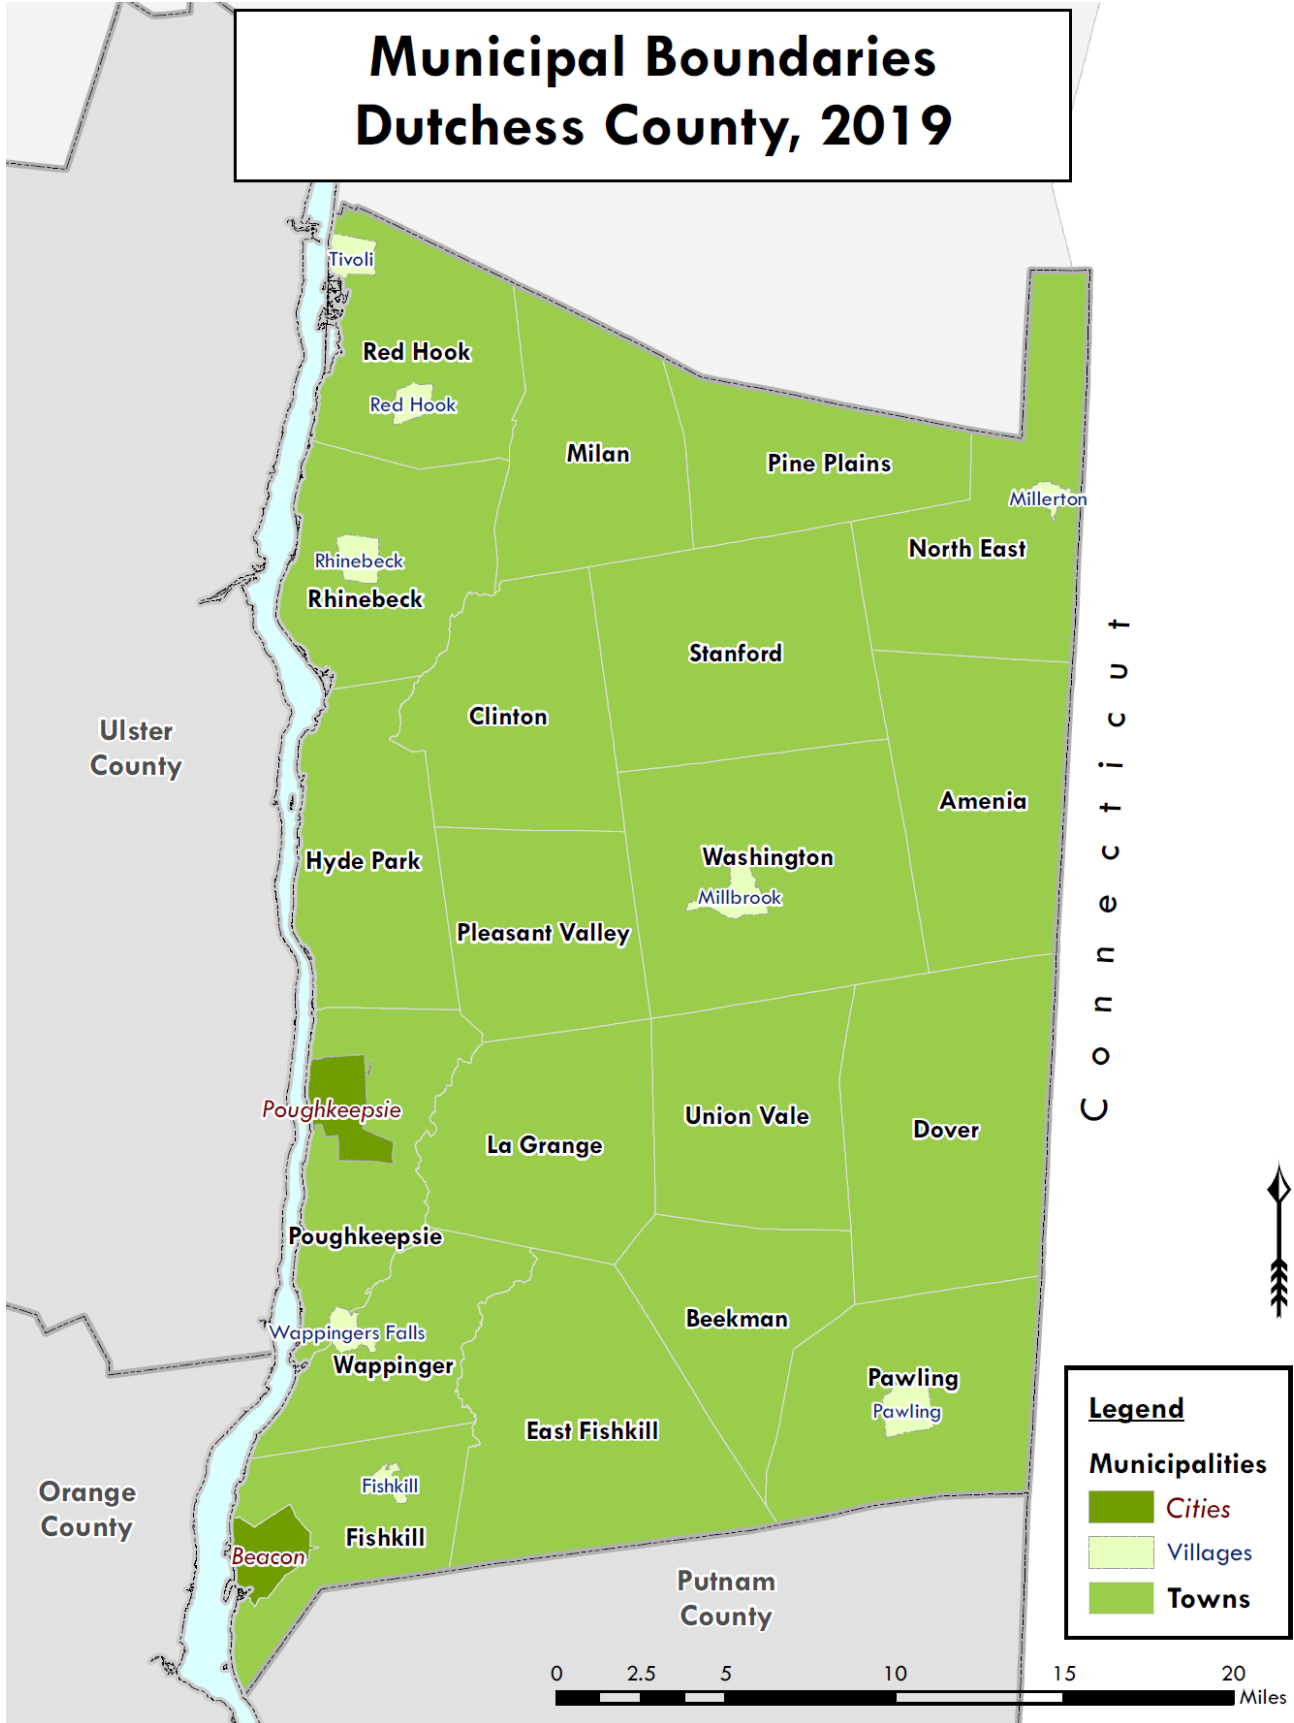 Municipal Boundaries
Dutchess County, 2019
Tivoli
Red Hook
Red Hook
Milan
Pine Plains
Millerton
North East
Rhinebeck
Rhinebeck
Stanford
Clinton
Ulster
County
Connecticut
Amenia
Hyde Park
Washington
Millbrook
Pleasant Valley
Poughkeepsie
Union Vale
Dover
La Grange
Poughkeepsie
Beekman
Wappingers Falls
Wappinger
Pawling
Pawling
East Fishkill
Fishkill
Fishkill
Orange
County
Beacon
Putnam
County
Legend
Municipalities
Cities
Villages
Towns
0 2.5 5 10 15 20
Miles